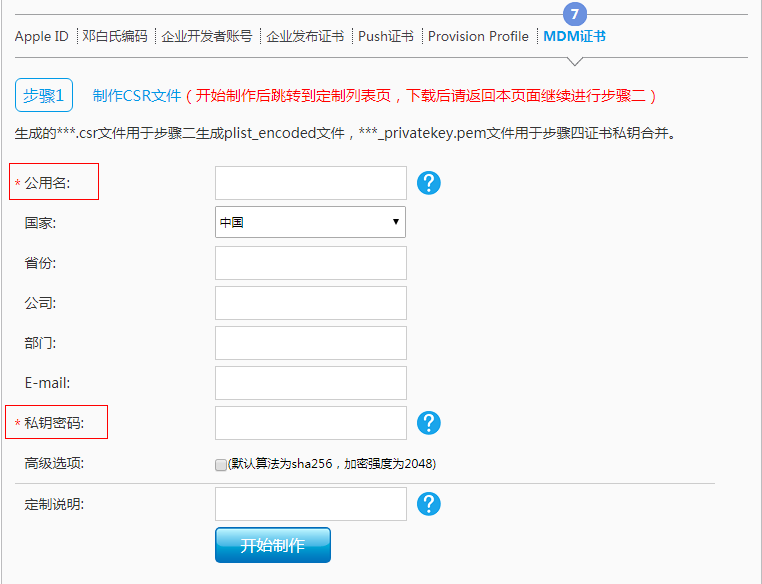 7
Apple ID 邓白氏编码 企业开发者账号 企业发布证书 Push证书 Provision Profile MDM证书
步骤1 制作CSR文件（开始制作后跳转到定制列表页，下载后请返回本页面继续进行步骤二）
生成的***.csr文件用于步骤二生成plist_encoded文件，***_privatekey.pem文件用于步骤四证书私钥合并。
* 公用名: ?
国家: 中国
省份:
公司:
部门:
E-mail:
* 私钥密码: ?
高级选项: (默认算法为sha256，加密强度为2048)
定制说明: ?
开始制作